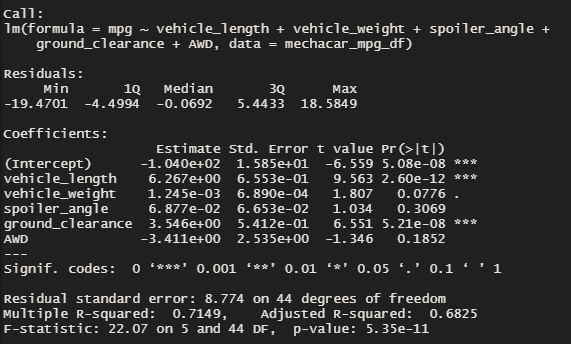 Call:
lm(formula = mpg ~ vehicle_length + vehicle_weight + spoiler_angle +
    ground_clearance + AWD, data = mechacar_mpg_df)

Residuals:
     Min       1Q   Median       3Q      Max
-19.4701  -4.4994  -0.0692   5.4433  18.5849

Coefficients:
                   Estimate Std. Error t value Pr(>|t|)
(Intercept)      -1.040e+02  1.585e+01  -6.559 5.08e-08 ***
vehicle_length    6.267e+00  6.553e-01   9.563 2.60e-12 ***
vehicle_weight    1.245e-03  6.890e-04   1.807   0.0776 .
spoiler_angle     6.877e-02  6.653e-02   1.034   0.3069
ground_clearance  3.546e+00  5.412e-01   6.551 5.21e-08 ***
AWD              -3.411e+00  2.535e+00  -1.346   0.1852
---
Signif. codes:  0 ‘***’ 0.001 ‘**’ 0.01 ‘*’ 0.05 ‘.’ 0.1 ‘ ’ 1

Residual standard error: 8.774 on 44 degrees of freedom
Multiple R-squared:  0.7149,    Adjusted R-squared:  0.6825
F-statistic: 22.07 on 5 and 44 DF,  p-value: 5.35e-11